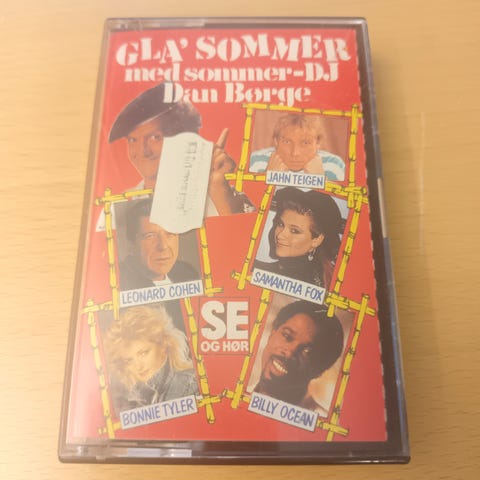 GLA' SOMMER
med sommer-DJ
Dan Børge
JAHN TEIGEN
LEONARD COHEN
SAMANTHA FOX
SE
OG HØR
BONNIE TYLER
BILLY OCEAN